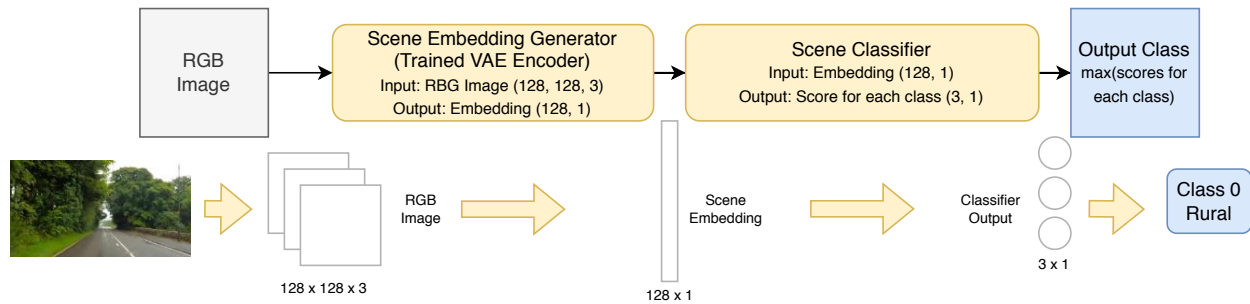 RGB
Image
Scene Embedding Generator
(Trained VAE Encoder)
Input: RBG Image (128, 128, 3)
Output: Embedding (128, 1)
Scene Classifier
Input: Embedding (128, 1)
Output: Score for each class (3, 1)
Output Class
max(scores for
each class)
RGB
Image
128 x 128 x 3
Scene
Embedding
128 x 1
Classifier
Output
3 x 1
Class 0
Rural